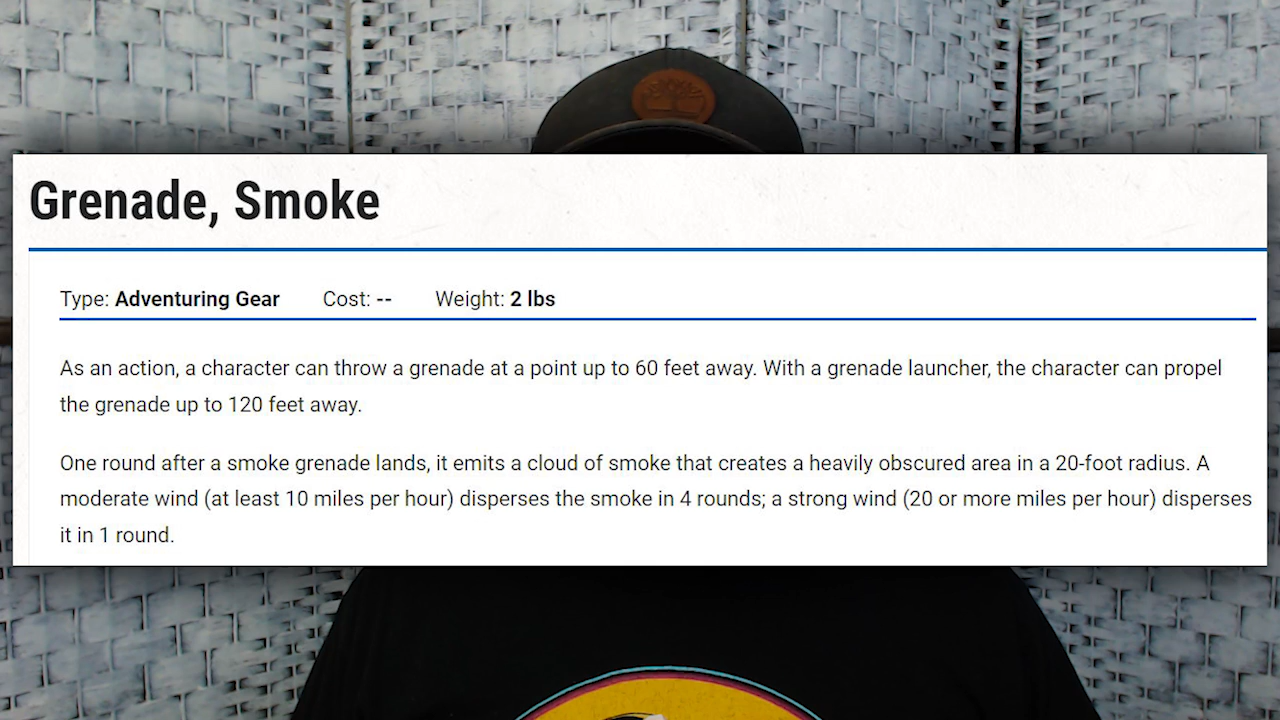 Grenade, Smoke
Type: Adventuring Gear Cost: -- Weight: 2 lbs
As an action, a character can throw a grenade at a point up to 60 feet away. With a grenade launcher, the character can propel
the grenade up to 120 feet away.
One round after a smoke grenade lands, it emits a cloud of smoke that creates a heavily obscured area in a 20-foot radius. A
moderate wind (at least 10 miles per hour) disperses the smoke in 4 rounds; a strong wind (20 or more miles per hour) disperses
it in 1 round.